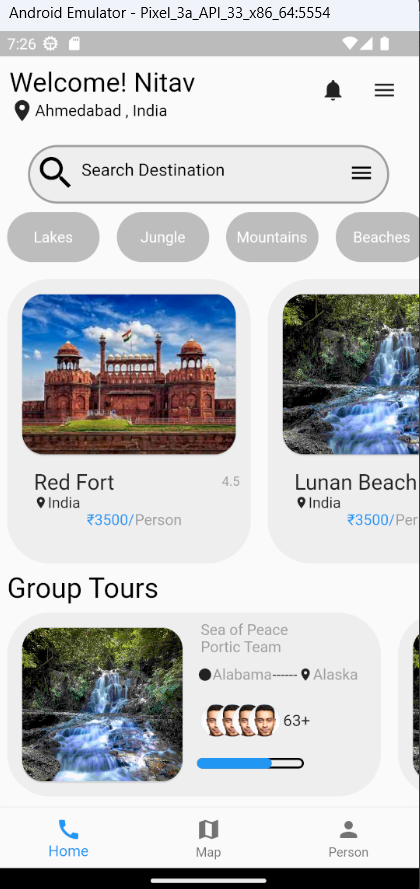 Android Emulator - Pixel_3a_API_33_x86_64:5554
7:26
Welcome! Nitav
Ahmedabad , India
Search Destination
Lakes Jungle Mountains Beaches
Red Fort 4.5
India
₹3500/Person
Lunan Beach
India
₹3500/Per
Group Tours
Sea of Peace
Portic Team
Alabama------ Alaska
63+
Home Map Person